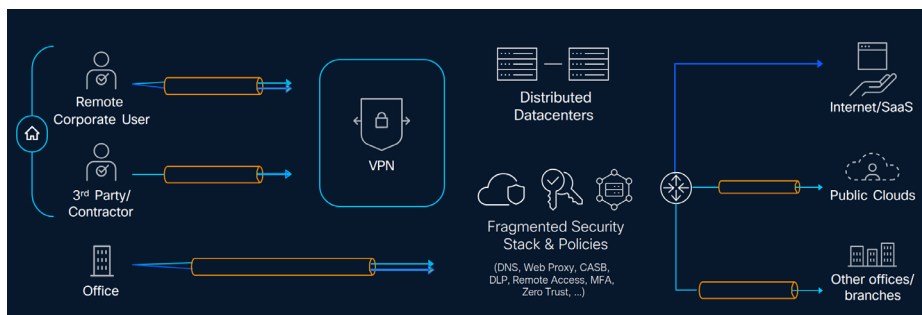 Remote
Corporate User
3rd Party/
Contractor
Office
VPN
Distributed
Datacenters
Fragmented Security
Stack & Policies
(DNS, Web Proxy, CASB,
DLP, Remote Access, MFA,
Zero Trust, ...)
Internet/SaaS
Public Clouds
Other offices/
branches